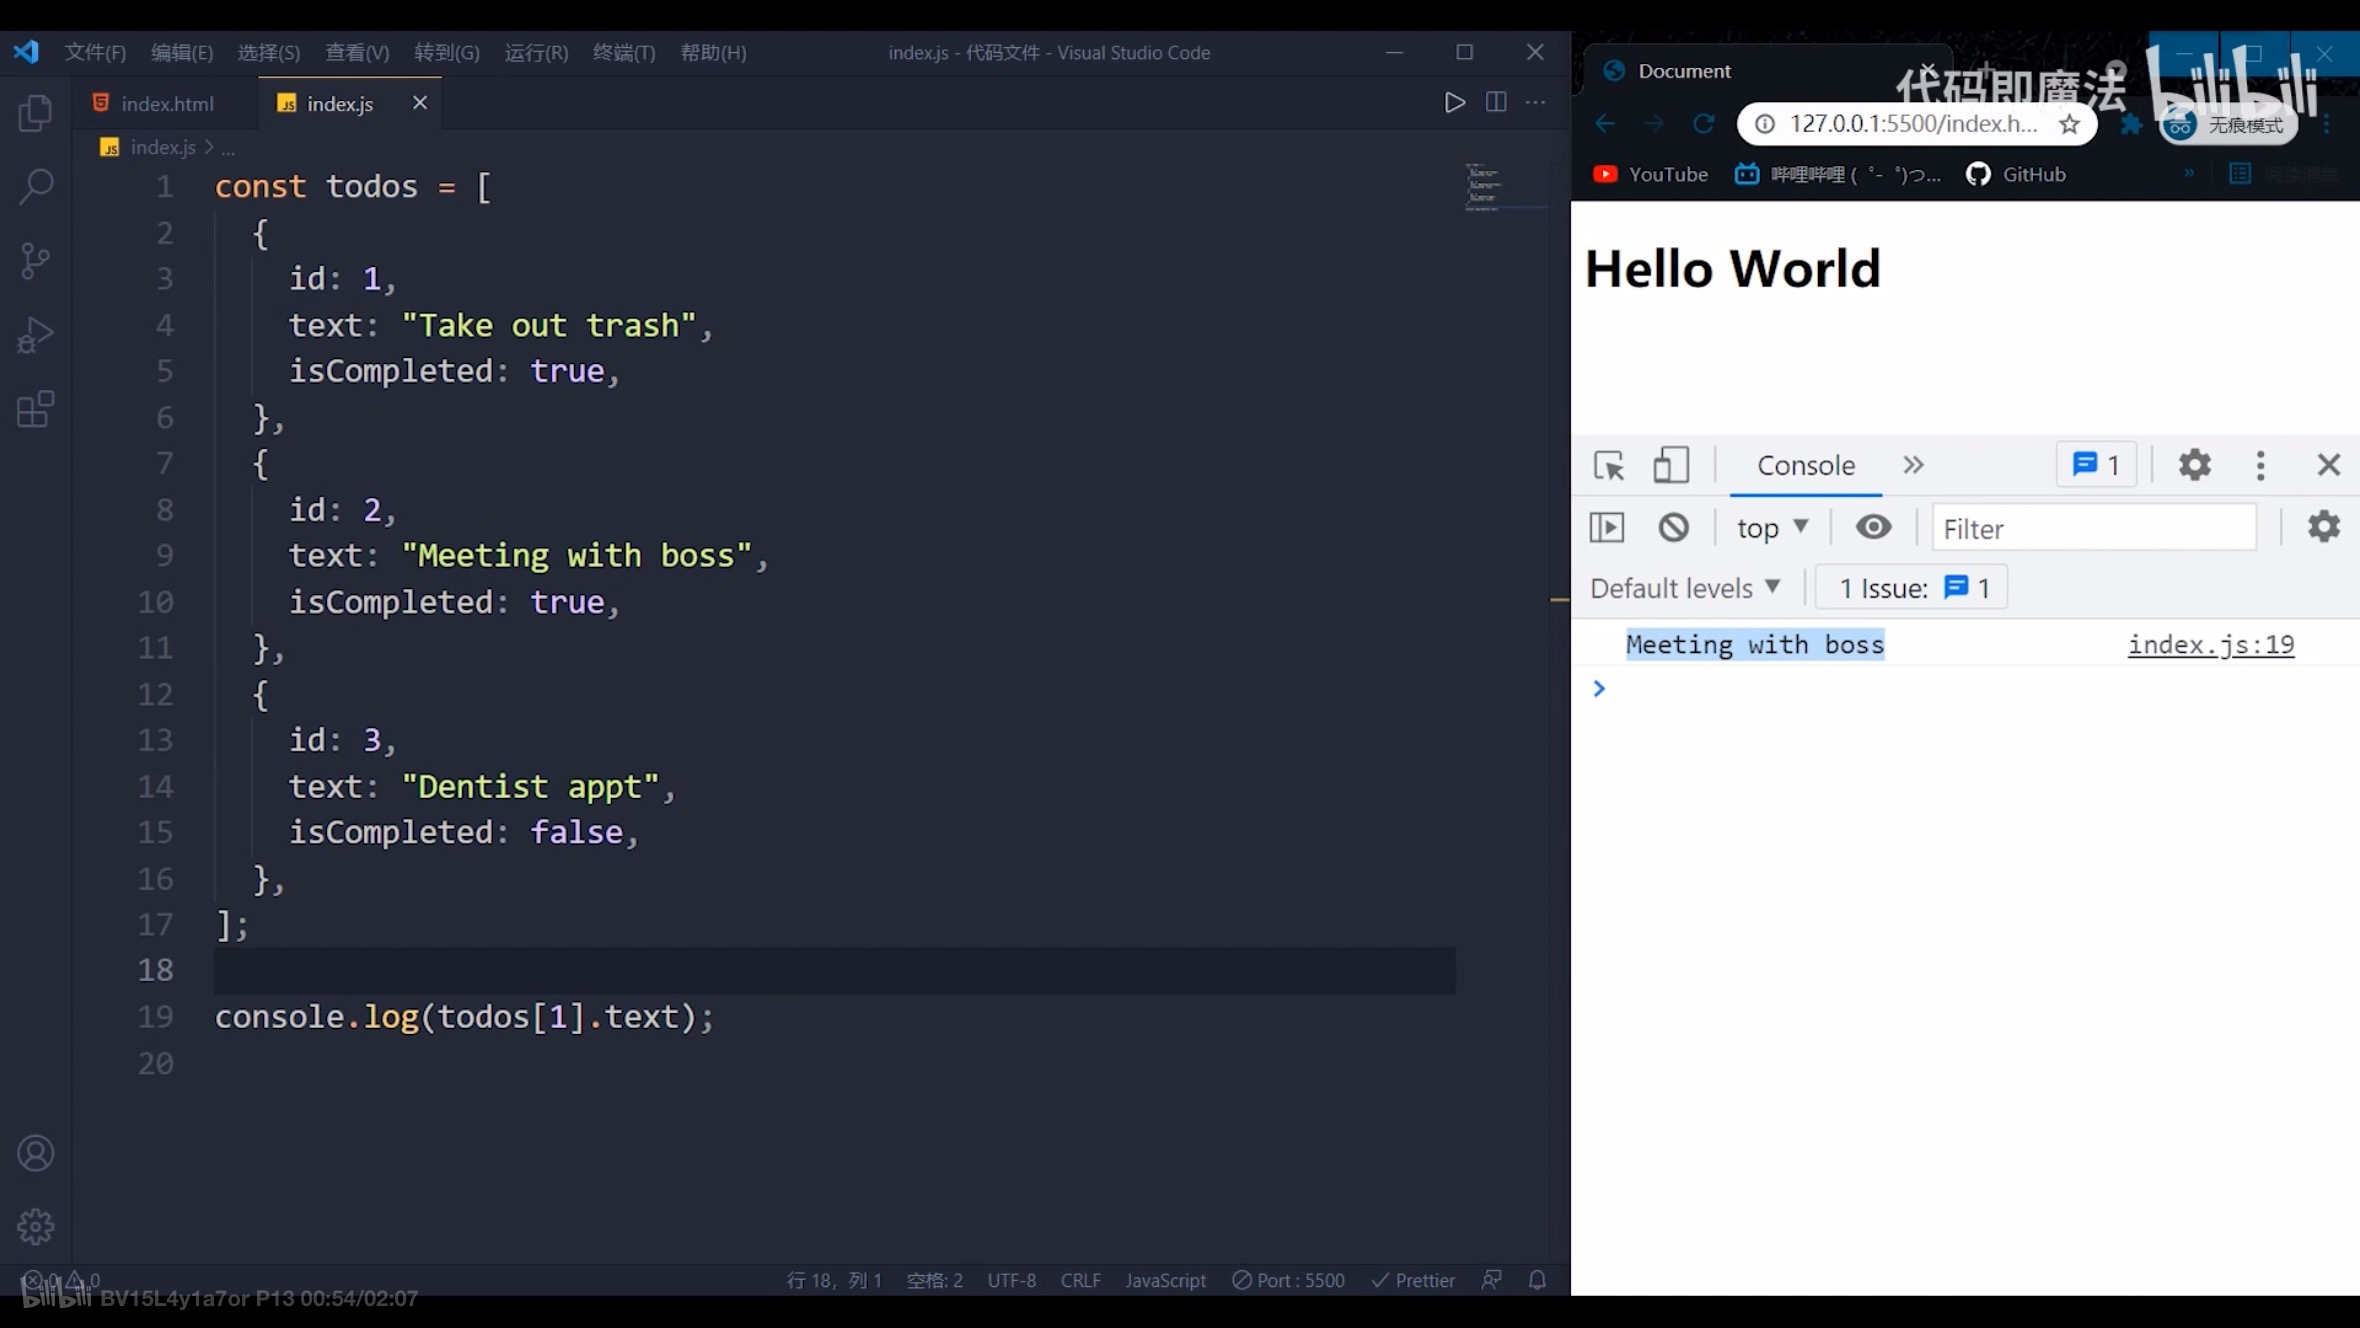 文件(F) 编辑(E) 选择(S) 查看(V) 转到(G) 运行(R) 终端(T) 帮助(H) index.js - 代码文件 - Visual Studio Code
index.html index.js
index.js > ...
1 const todos = [
2 {
3 id: 1,
4 text: "Take out trash",
5 isCompleted: true,
6 },
7 {
8 id: 2,
9 text: "Meeting with boss",
10 isCompleted: true,
11 },
12 {
13 id: 3,
14 text: "Dentist appt",
15 isCompleted: false,
16 },
17 ];
18
19 console.log(todos[1].text);
20
行 18，列 1 空格: 2 UTF-8 CRLF JavaScript Port : 5500 Prettier
0 0
bilibili BV15L4y1a7or P13 00:54/02:07
Document
代码即魔法 bilibili
127.0.0.1:5500/index.h... 无痕模式
YouTube 哔哩哔哩 ( ゜- ゜)つ... GitHub »
Hello World
Console » 1
top Filter
Default levels 1 Issue: 1
Meeting with boss index.js:19
>